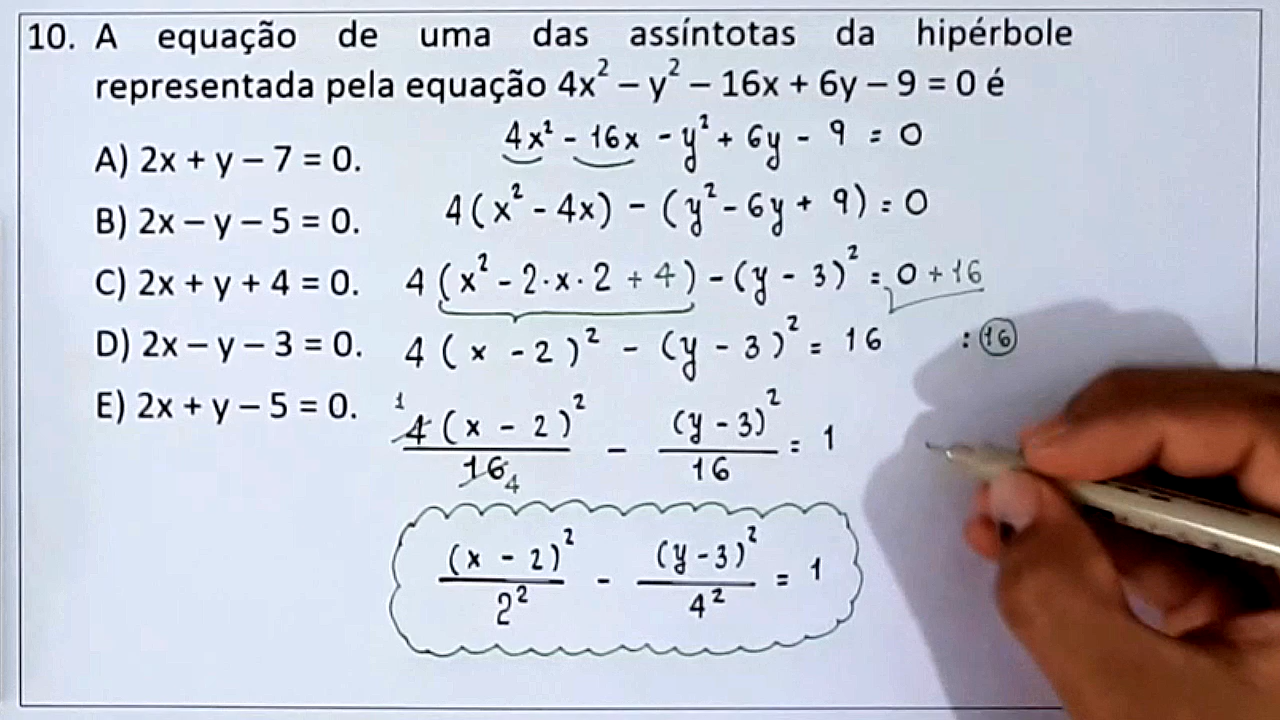 10. A equação de uma das assíntotas da hipérbole
representada pela equação 4x² – y² – 16x + 6y – 9 = 0 é
A) 2x + y – 7 = 0.
B) 2x – y – 5 = 0.
C) 2x + y + 4 = 0.
D) 2x – y – 3 = 0.
E) 2x + y – 5 = 0.
4x² - 16x - y² + 6y - 9 = 0
4(x² - 4x) - (y² - 6y + 9) = 0
4(x² - 2·x·2 + 4) - (y - 3)² = 0 + 16
4(x - 2)² - (y - 3)² = 16 :16
1
4(x - 2)² (y - 3)²
- = 1
16 4 16
(x - 2)² (y - 3)²
- = 1
2² 4²